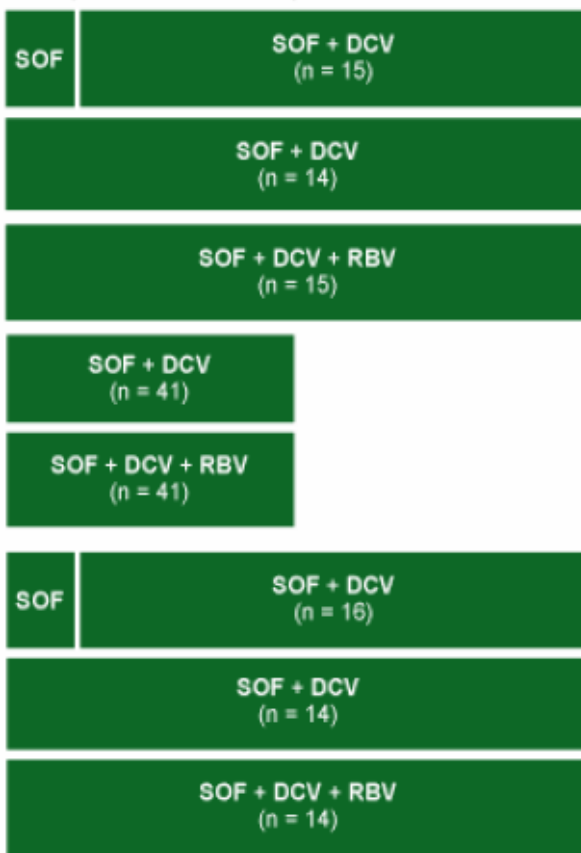 SOF
SOF + DCV
(n = 15)
SOF + DCV
(n = 14)
SOF + DCV + RBV
(n = 15)
SOF + DCV
(n = 41)
SOF + DCV + RBV
(n = 41)
SOF
SOF + DCV
(n = 16)
SOF + DCV
(n = 14)
SOF + DCV + RBV
(n = 14)